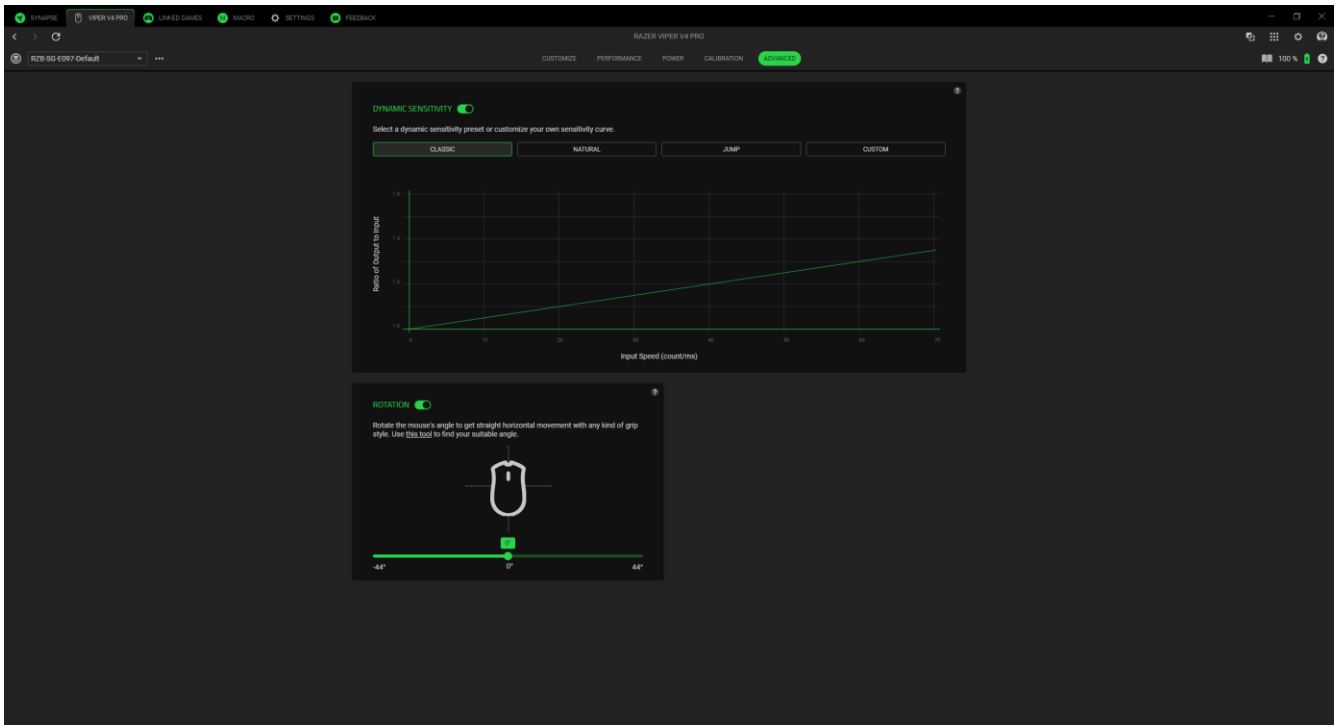 SYNAPSE VIPER V4 PRO LINKED GAMES MACRO SETTINGS FEEDBACK
RAZER VIPER V4 PRO
RZB-SG-E097-Default CUSTOMIZE PERFORMANCE POWER CALIBRATION ADVANCED 100 %
DYNAMIC SENSITIVITY
Select a dynamic sensitivity preset or customize your own sensitivity curve.
CLASSIC NATURAL JUMP CUSTOM
Ratio of Output to Input
1.6
1.4
1.2
1.0
0 10 20 30 40 50 60 70
Input Speed (count/ms)
ROTATION
Rotate the mouse's angle to get straight horizontal movement with any kind of grip
style. Use this tool to find your suitable angle.
0°
-44° 0° 44°